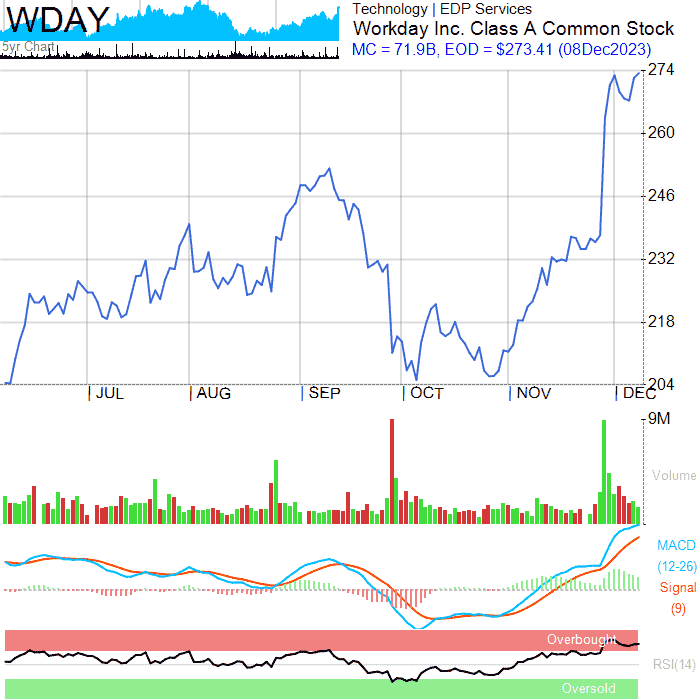 WDAY
5yr Chart
Technology | EDP Services
Workday Inc. Class A Common Stock
MC = 71.9B, EOD = $273.41 (08Dec2023)
274
260
246
232
218
204
JUL AUG SEP OCT NOV DEC
9M
Volume
MACD
(12-26)
Signal
(9)
Overbought
RSI(14)
Oversold